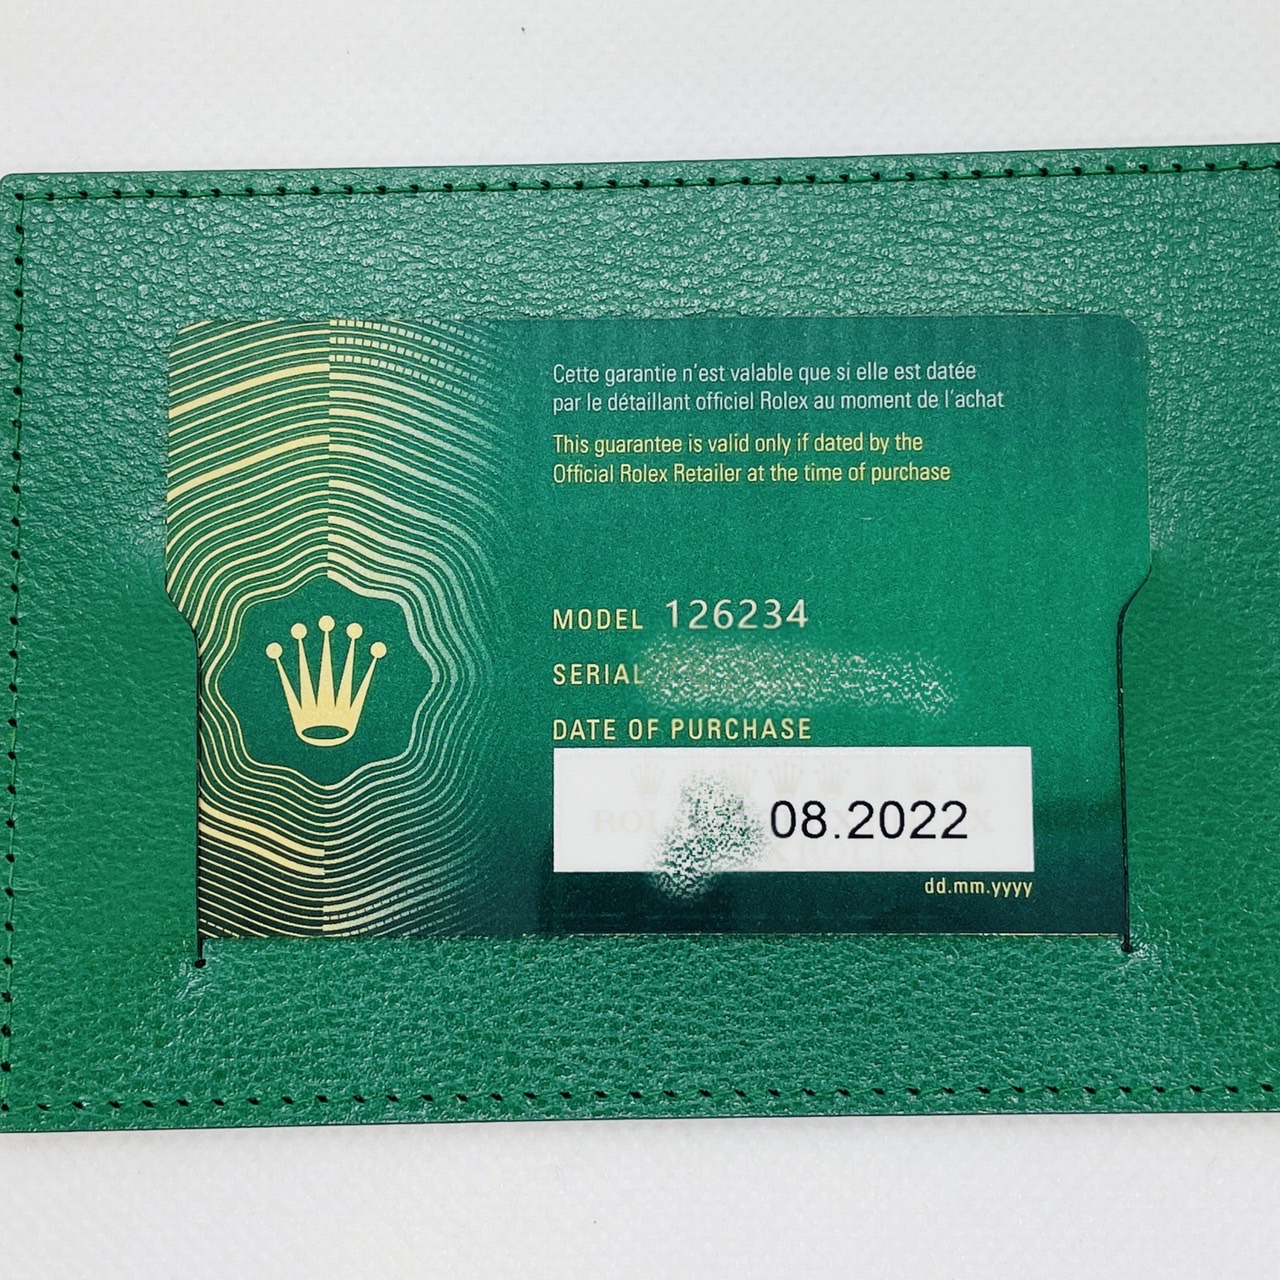 Cette garantie n'est valable que si elle est datée
par le détaillant officiel Rolex au moment de l'achat
This guarantee is valid only if dated by the
Official Rolex Retailer at the time of purchase
MODEL 126234
SERIAL
DATE OF PURCHASE
08.2022
dd.mm.yyyy